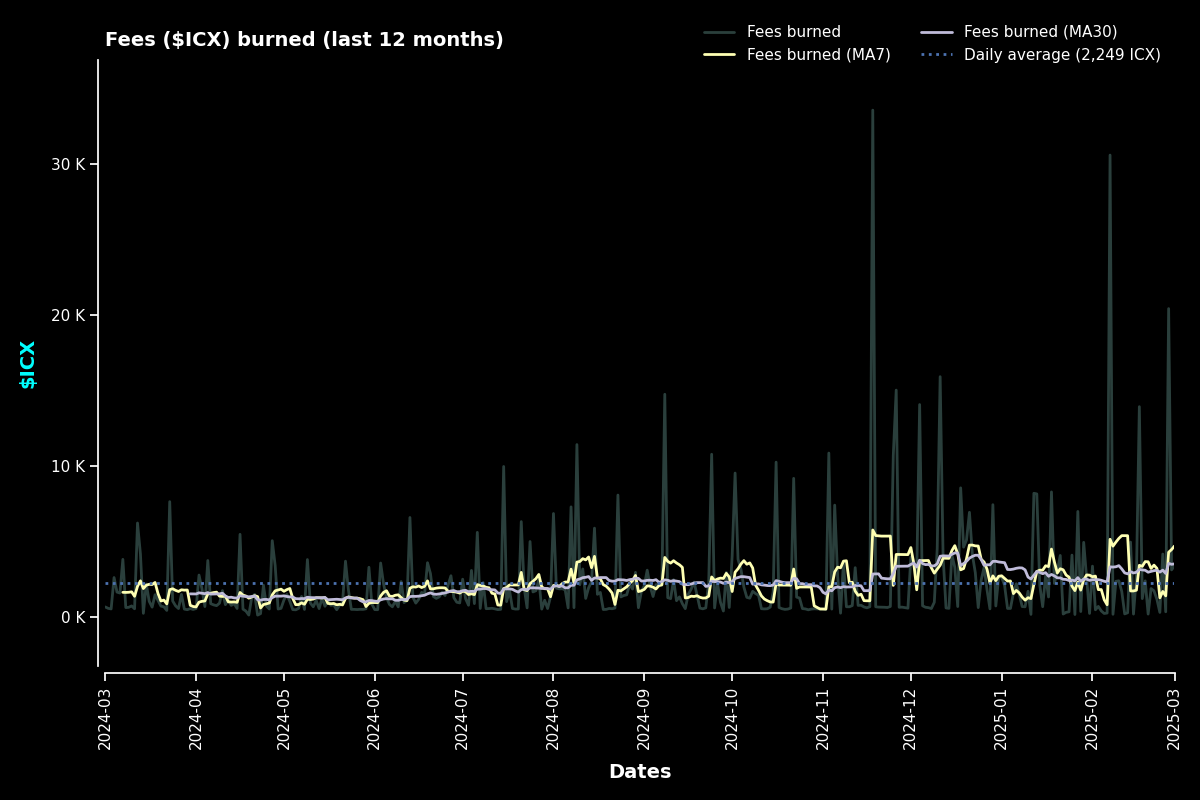 Fees ($ICX) burned (last 12 months)
Fees burned
Fees burned (MA7)
Fees burned (MA30)
Daily average (2,249 ICX)
$ICX
30 K
20 K
10 K
0 K
2024-03
2024-04
2024-05
2024-06
2024-07
2024-08
2024-09
2024-10
2024-11
2024-12
2025-01
2025-02
2025-03
Dates